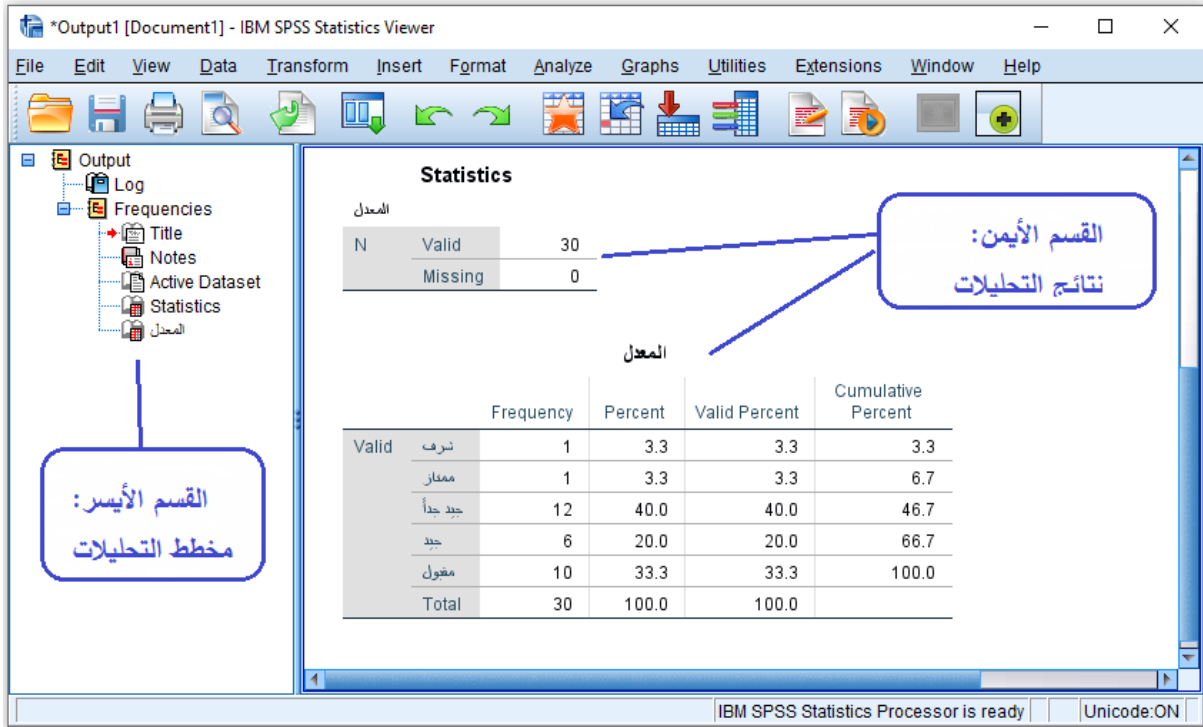 *Output1 [Document1] - IBM SPSS Statistics Viewer
File Edit View Data Transform Insert Format Analyze Graphs Utilities Extensions Window Help
Output
Log
Frequencies
Title
Notes
Active Dataset
Statistics
المعدل
القسم الأيسر:
مخطط التحليلات
Statistics
المعدل
N Valid 30
Missing 0
القسم الأيمن:
نتائج التحليلات
المعدل
Frequency Percent Valid Percent Cumulative Percent
Valid شرف 1 3.3 3.3 3.3
ممتاز 1 3.3 3.3 6.7
جيد جداً 12 40.0 40.0 46.7
جيد 6 20.0 20.0 66.7
مقبول 10 33.3 33.3 100.0
Total 30 100.0 100.0
IBM SPSS Statistics Processor is ready Unicode:ON